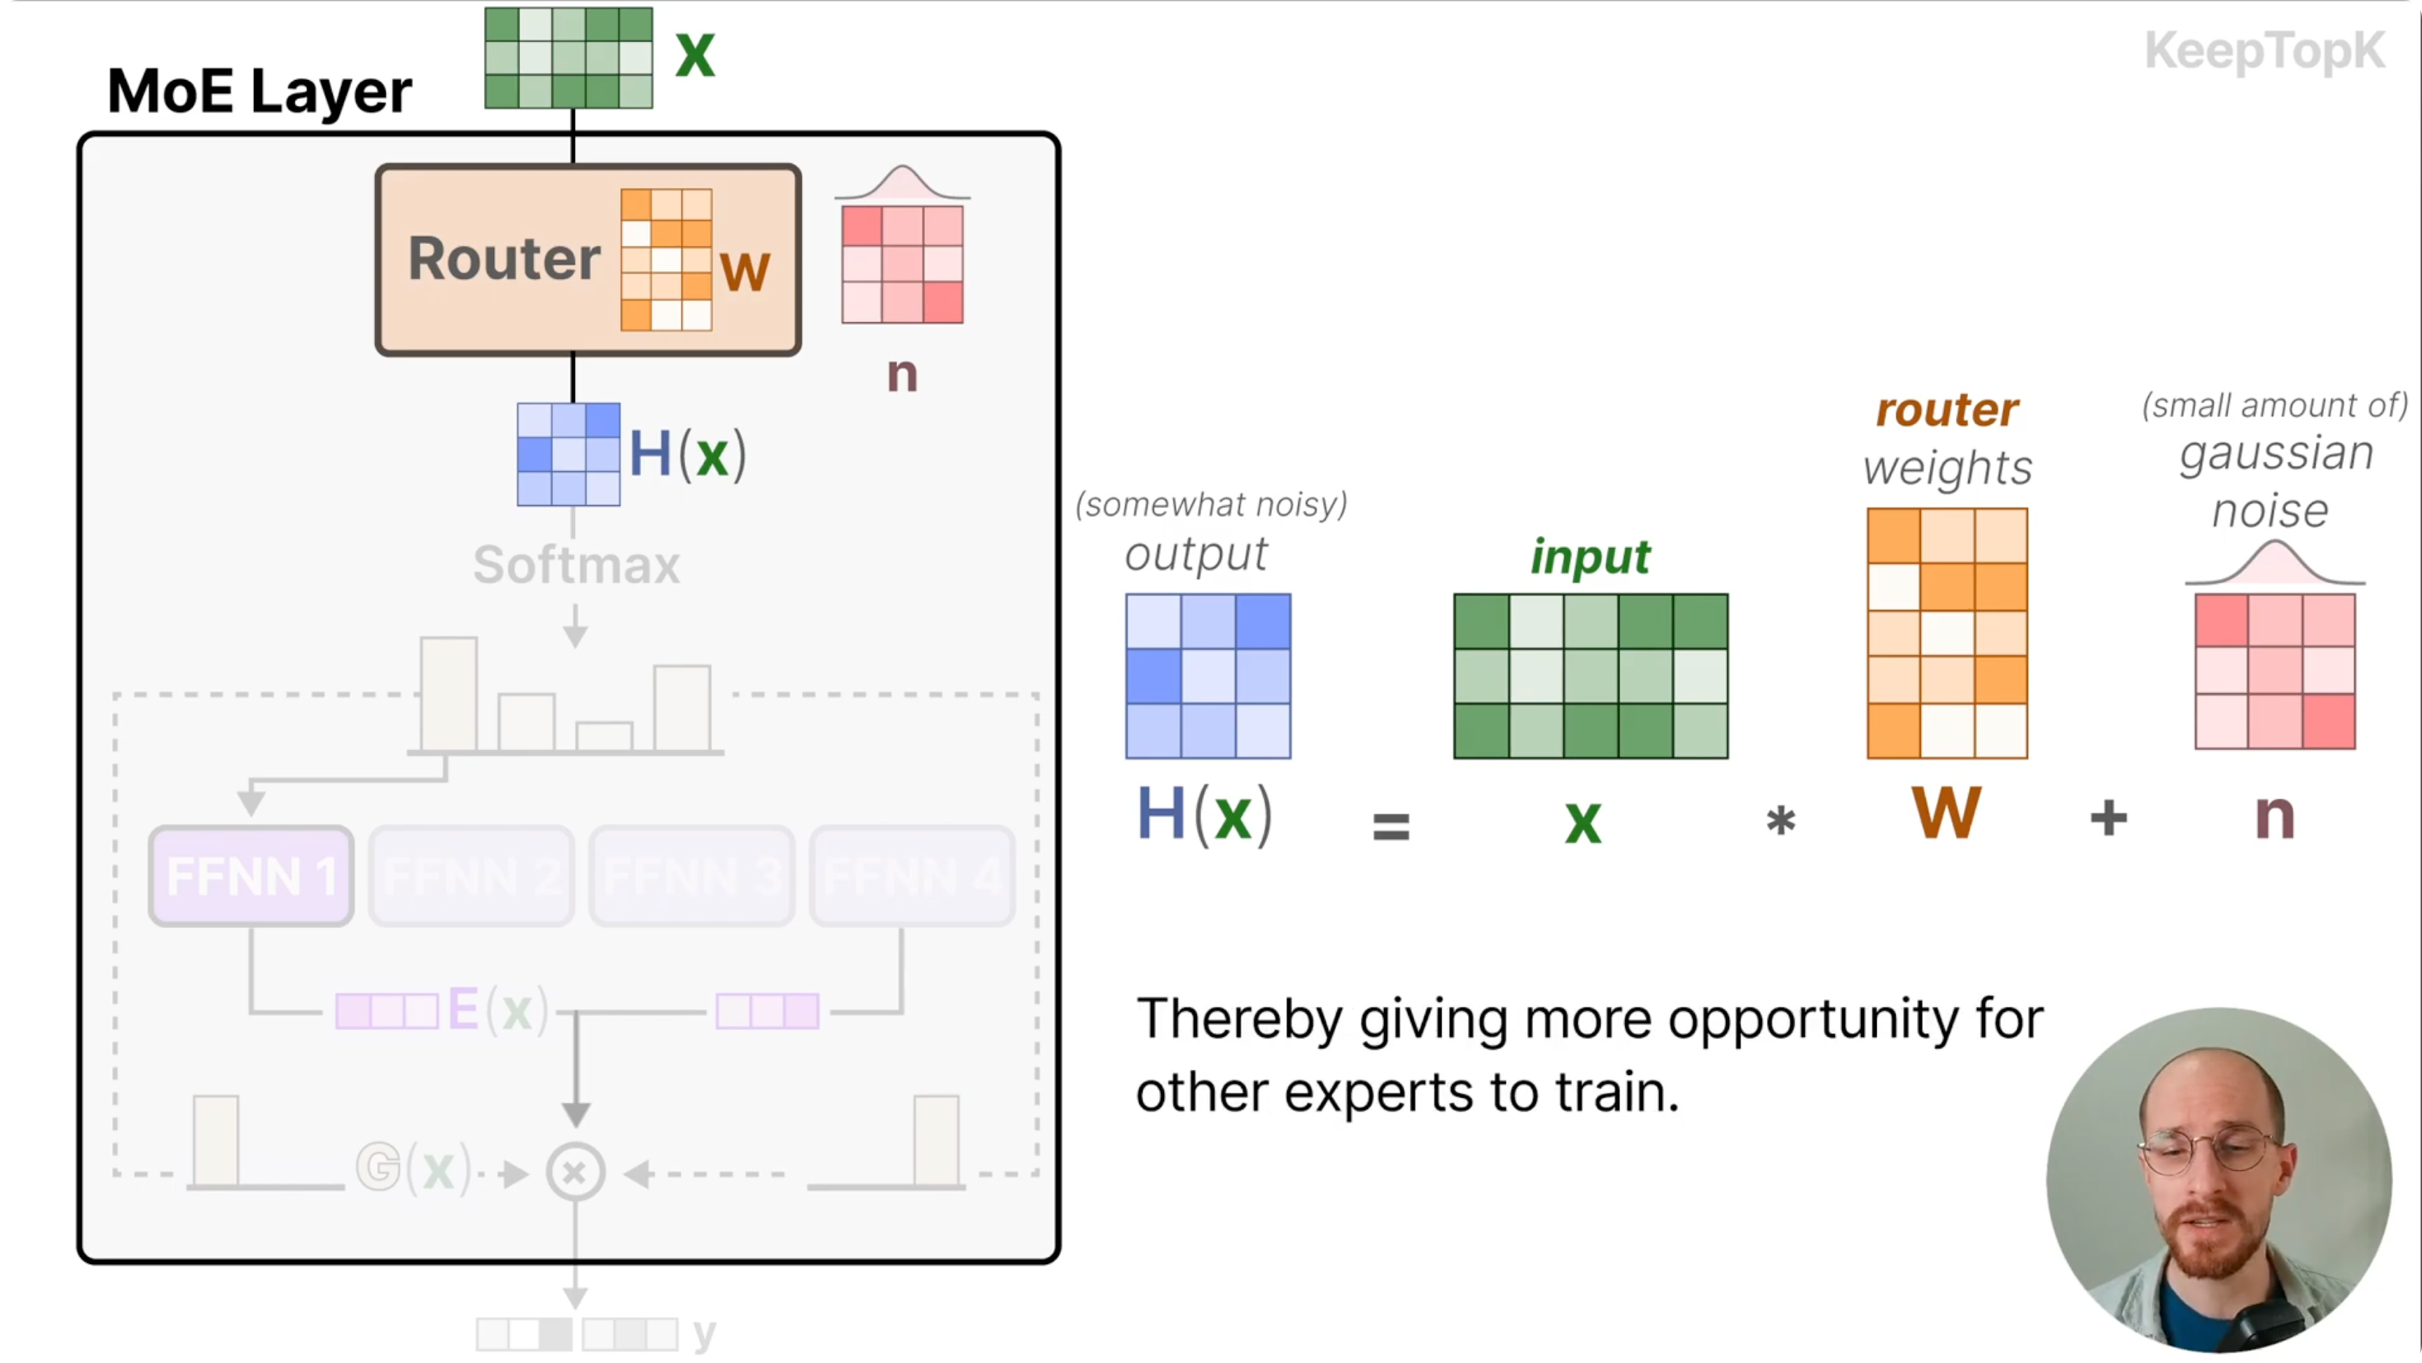 KeepTopK
x
MoE Layer
Router
W
n
H(x)
Softmax
FFNN 1
FFNN 2
FFNN 3
FFNN 4
E(x)
G(x)
y
(somewhat noisy)
output
input
router
weights
(small amount of)
gaussian
noise
H(x) = x * W + n
Thereby giving more opportunity for
other experts to train.